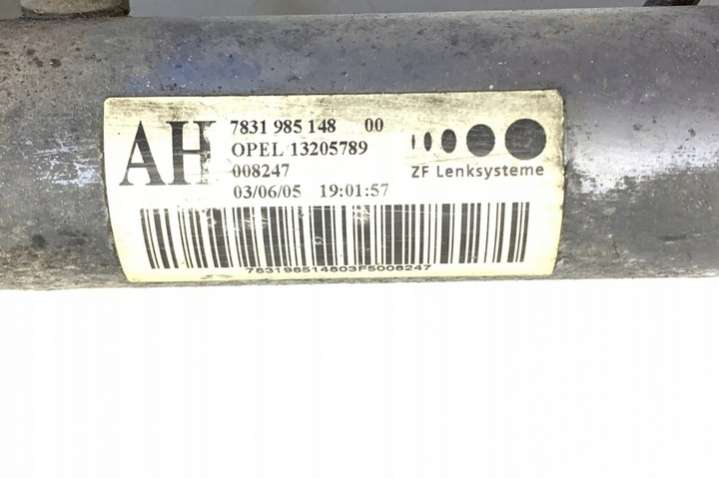 AH
7831 985 148 00
OPEL 13205789
008247
03/06/05 19:01:57
ZF Lenksysteme
783198514803F5008247